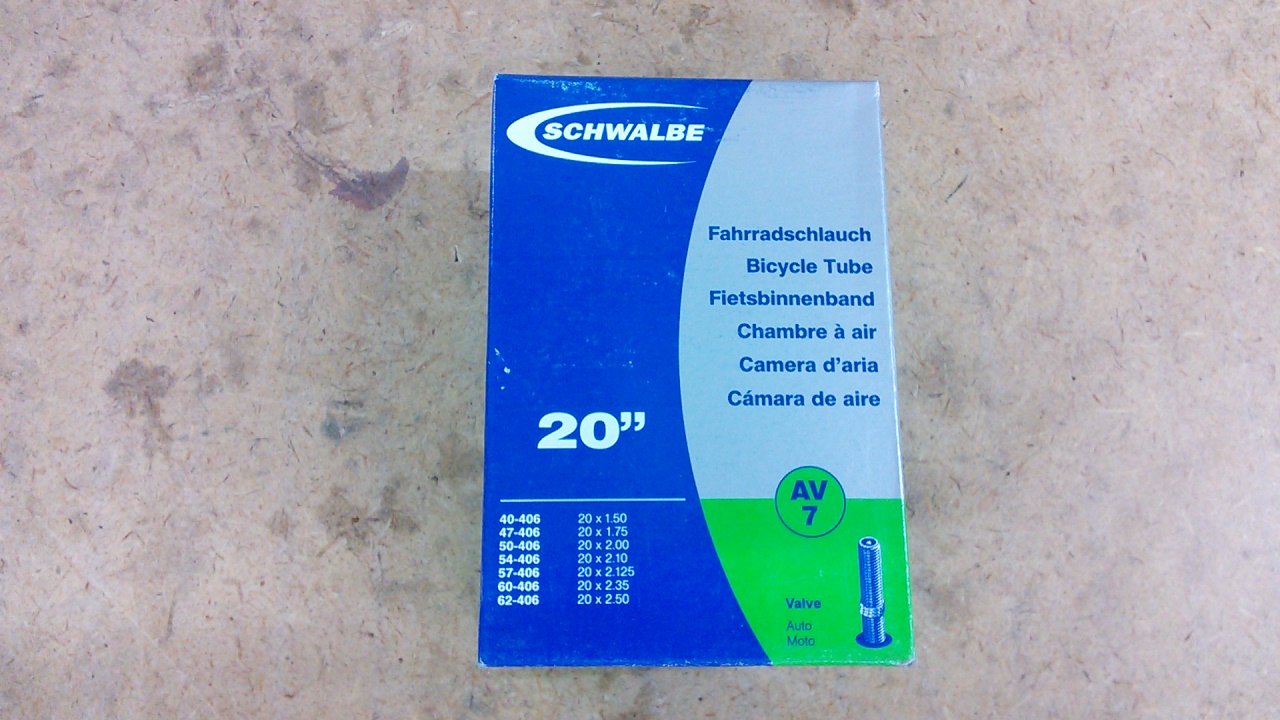 SCHWALBE
Fahrradschlauch
Bicycle Tube
Fietsbinnenband
Chambre à air
Camera d'aria
Cámara de aire
20”
40-406 20 x 1.50
47-406 20 x 1.75
50-406 20 x 2.00
54-406 20 x 2.10
57-406 20 x 2.125
60-406 20 x 2.35
62-406 20 x 2.50
AV
7
Valve
Auto
Moto